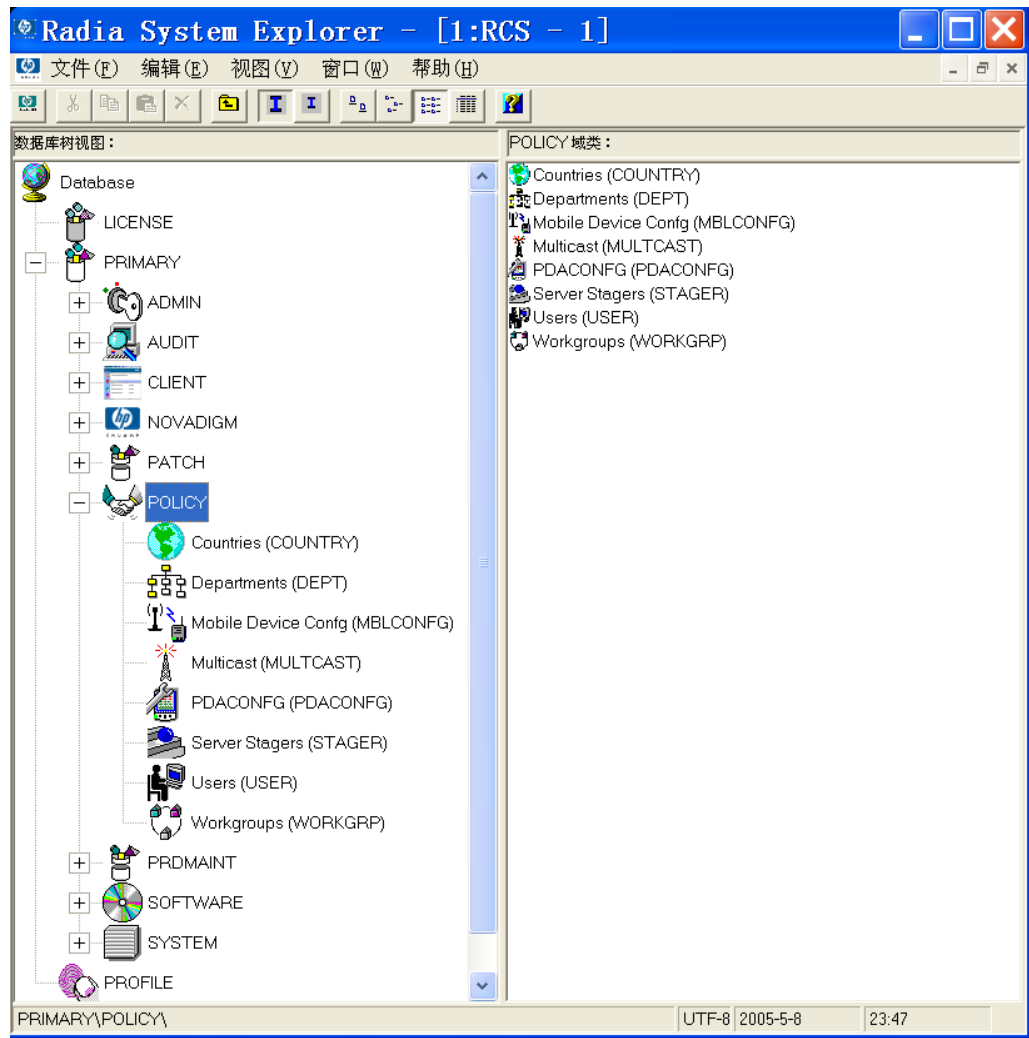 Radia System Explorer - [1:RCS - 1]
文件(F) 编辑(E) 视图(V) 窗口(W) 帮助(H)
数据库树视图:
Database
LICENSE
PRIMARY
ADMIN
AUDIT
CLIENT
NOVADIGM
PATCH
POLICY
Countries (COUNTRY)
Departments (DEPT)
Mobile Device Confg (MBLCONFG)
Multicast (MULTCAST)
PDACONFG (PDACONFG)
Server Stagers (STAGER)
Users (USER)
Workgroups (WORKGRP)
PRDMAINT
SOFTWARE
SYSTEM
PROFILE
POLICY 域类:
Countries (COUNTRY)
Departments (DEPT)
Mobile Device Confg (MBLCONFG)
Multicast (MULTCAST)
PDACONFG (PDACONFG)
Server Stagers (STAGER)
Users (USER)
Workgroups (WORKGRP)
PRIMARY\POLICY\ UTF-8 2005-5-8 23:47